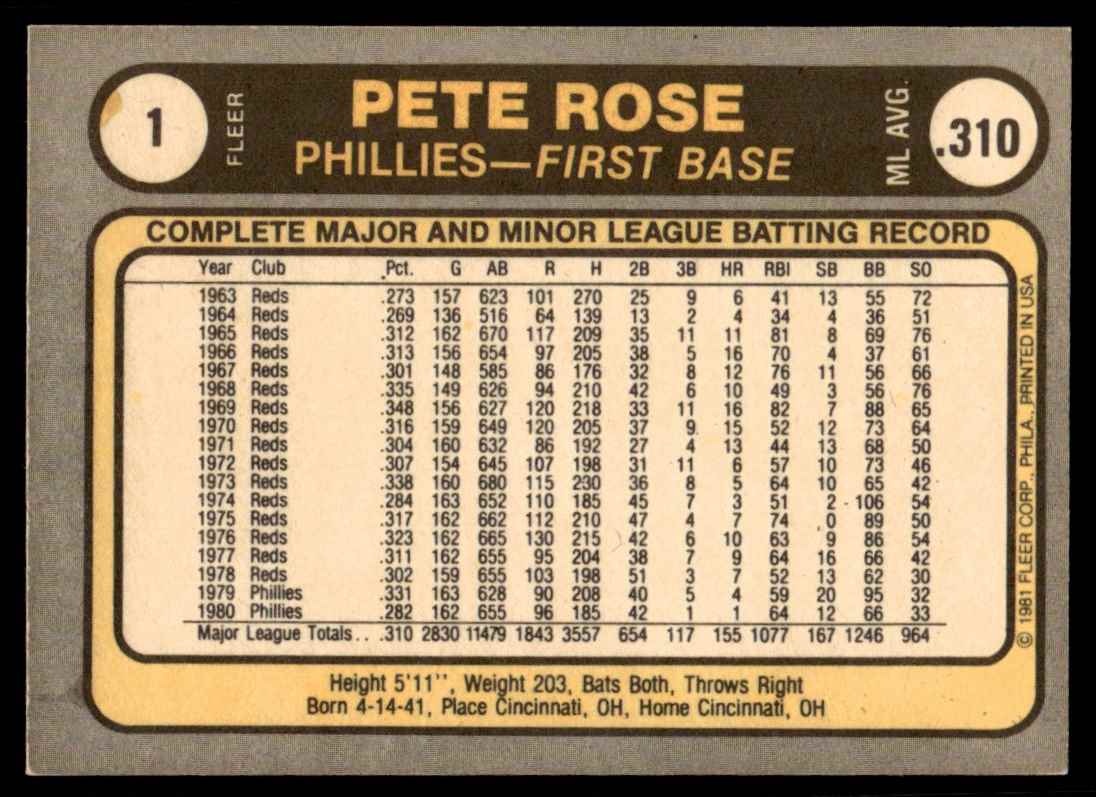 1
FLEER
PETE ROSE
PHILLIES—FIRST BASE
ML AVG.
.310
COMPLETE MAJOR AND MINOR LEAGUE BATTING RECORD
Year Club Pct. G AB R H 2B 3B HR RBI SB BB SO
1963 Reds .273 157 623 101 270 25 9 6 41 13 55 72
1964 Reds .269 136 516 64 139 13 2 4 34 4 36 51
1965 Reds .312 162 670 117 209 35 11 11 81 8 69 76
1966 Reds .313 156 654 97 205 38 5 16 70 4 37 61
1967 Reds .301 148 585 86 176 32 8 12 76 11 56 66
1968 Reds .335 149 626 94 210 42 6 10 49 3 56 76
1969 Reds .348 156 627 120 218 33 11 16 82 7 88 65
1970 Reds .316 159 649 120 205 37 9 15 52 12 73 64
1971 Reds .304 160 632 86 192 27 4 13 44 13 68 50
1972 Reds .307 154 645 107 198 31 11 6 57 10 73 46
1973 Reds .338 160 680 115 230 36 8 5 64 10 65 42
1974 Reds .284 163 652 110 185 45 7 3 51 2 106 54
1975 Reds .317 162 662 112 210 47 4 7 74 0 89 50
1976 Reds .323 162 665 130 215 42 6 10 63 9 86 54
1977 Reds .311 162 655 95 204 38 7 9 64 16 66 42
1978 Reds .302 159 655 103 198 51 3 7 52 13 62 30
1979 Phillies .331 163 628 90 208 40 5 4 59 20 95 32
1980 Phillies .282 162 655 96 185 42 1 1 64 12 66 33
Major League Totals . . .310 2830 11479 1843 3557 654 117 155 1077 167 1246 964
Height 5'11'', Weight 203, Bats Both, Throws Right
Born 4-14-41, Place Cincinnati, OH, Home Cincinnati, OH
© 1981 FLEER CORP., PHILA., PRINTED IN USA